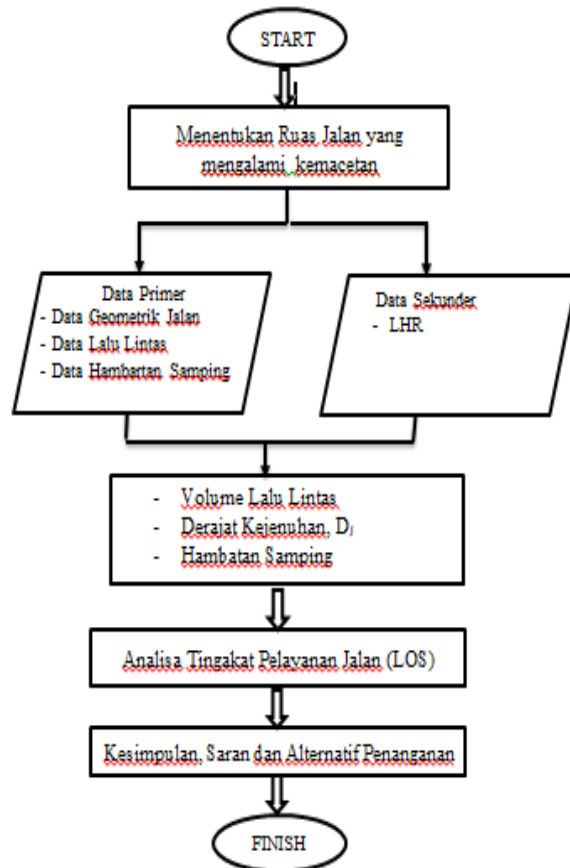 START
Menentukan Ruas Jalan yang
mengalami kemacetan
Data Primer
- Data Geometrik Jalan
- Data Lalu Lintas
- Data Hambartan Samping
Data Sekunder
- LHR
- Volume Lalu Lintas
- Derajat Kejenuhan, DJ
- Hambatan Samping
Analisa Tingakat Pelayanan Jalan (LOS)
Kesimpulan, Saran dan Alternatif Penanganan
FINISH